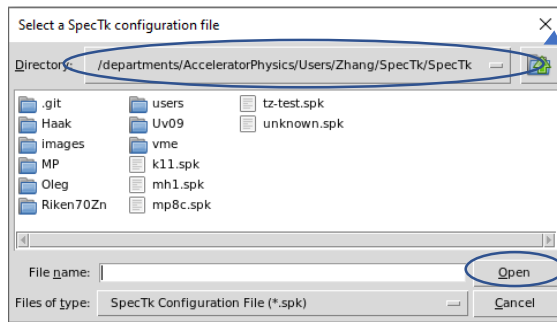 Select a SpecTk configuration file
Directory: /departments/AcceleratorPhysics/Users/Zhang/SpecTk/SpecTk
.git users tz-test.spk
Haak Uv09 unknown.spk
images vme
MP k11.spk
Oleg mh1.spk
Riken70Zn mp8c.spk
File name: Open
Files of type: SpecTk Configuration File (*.spk) Cancel